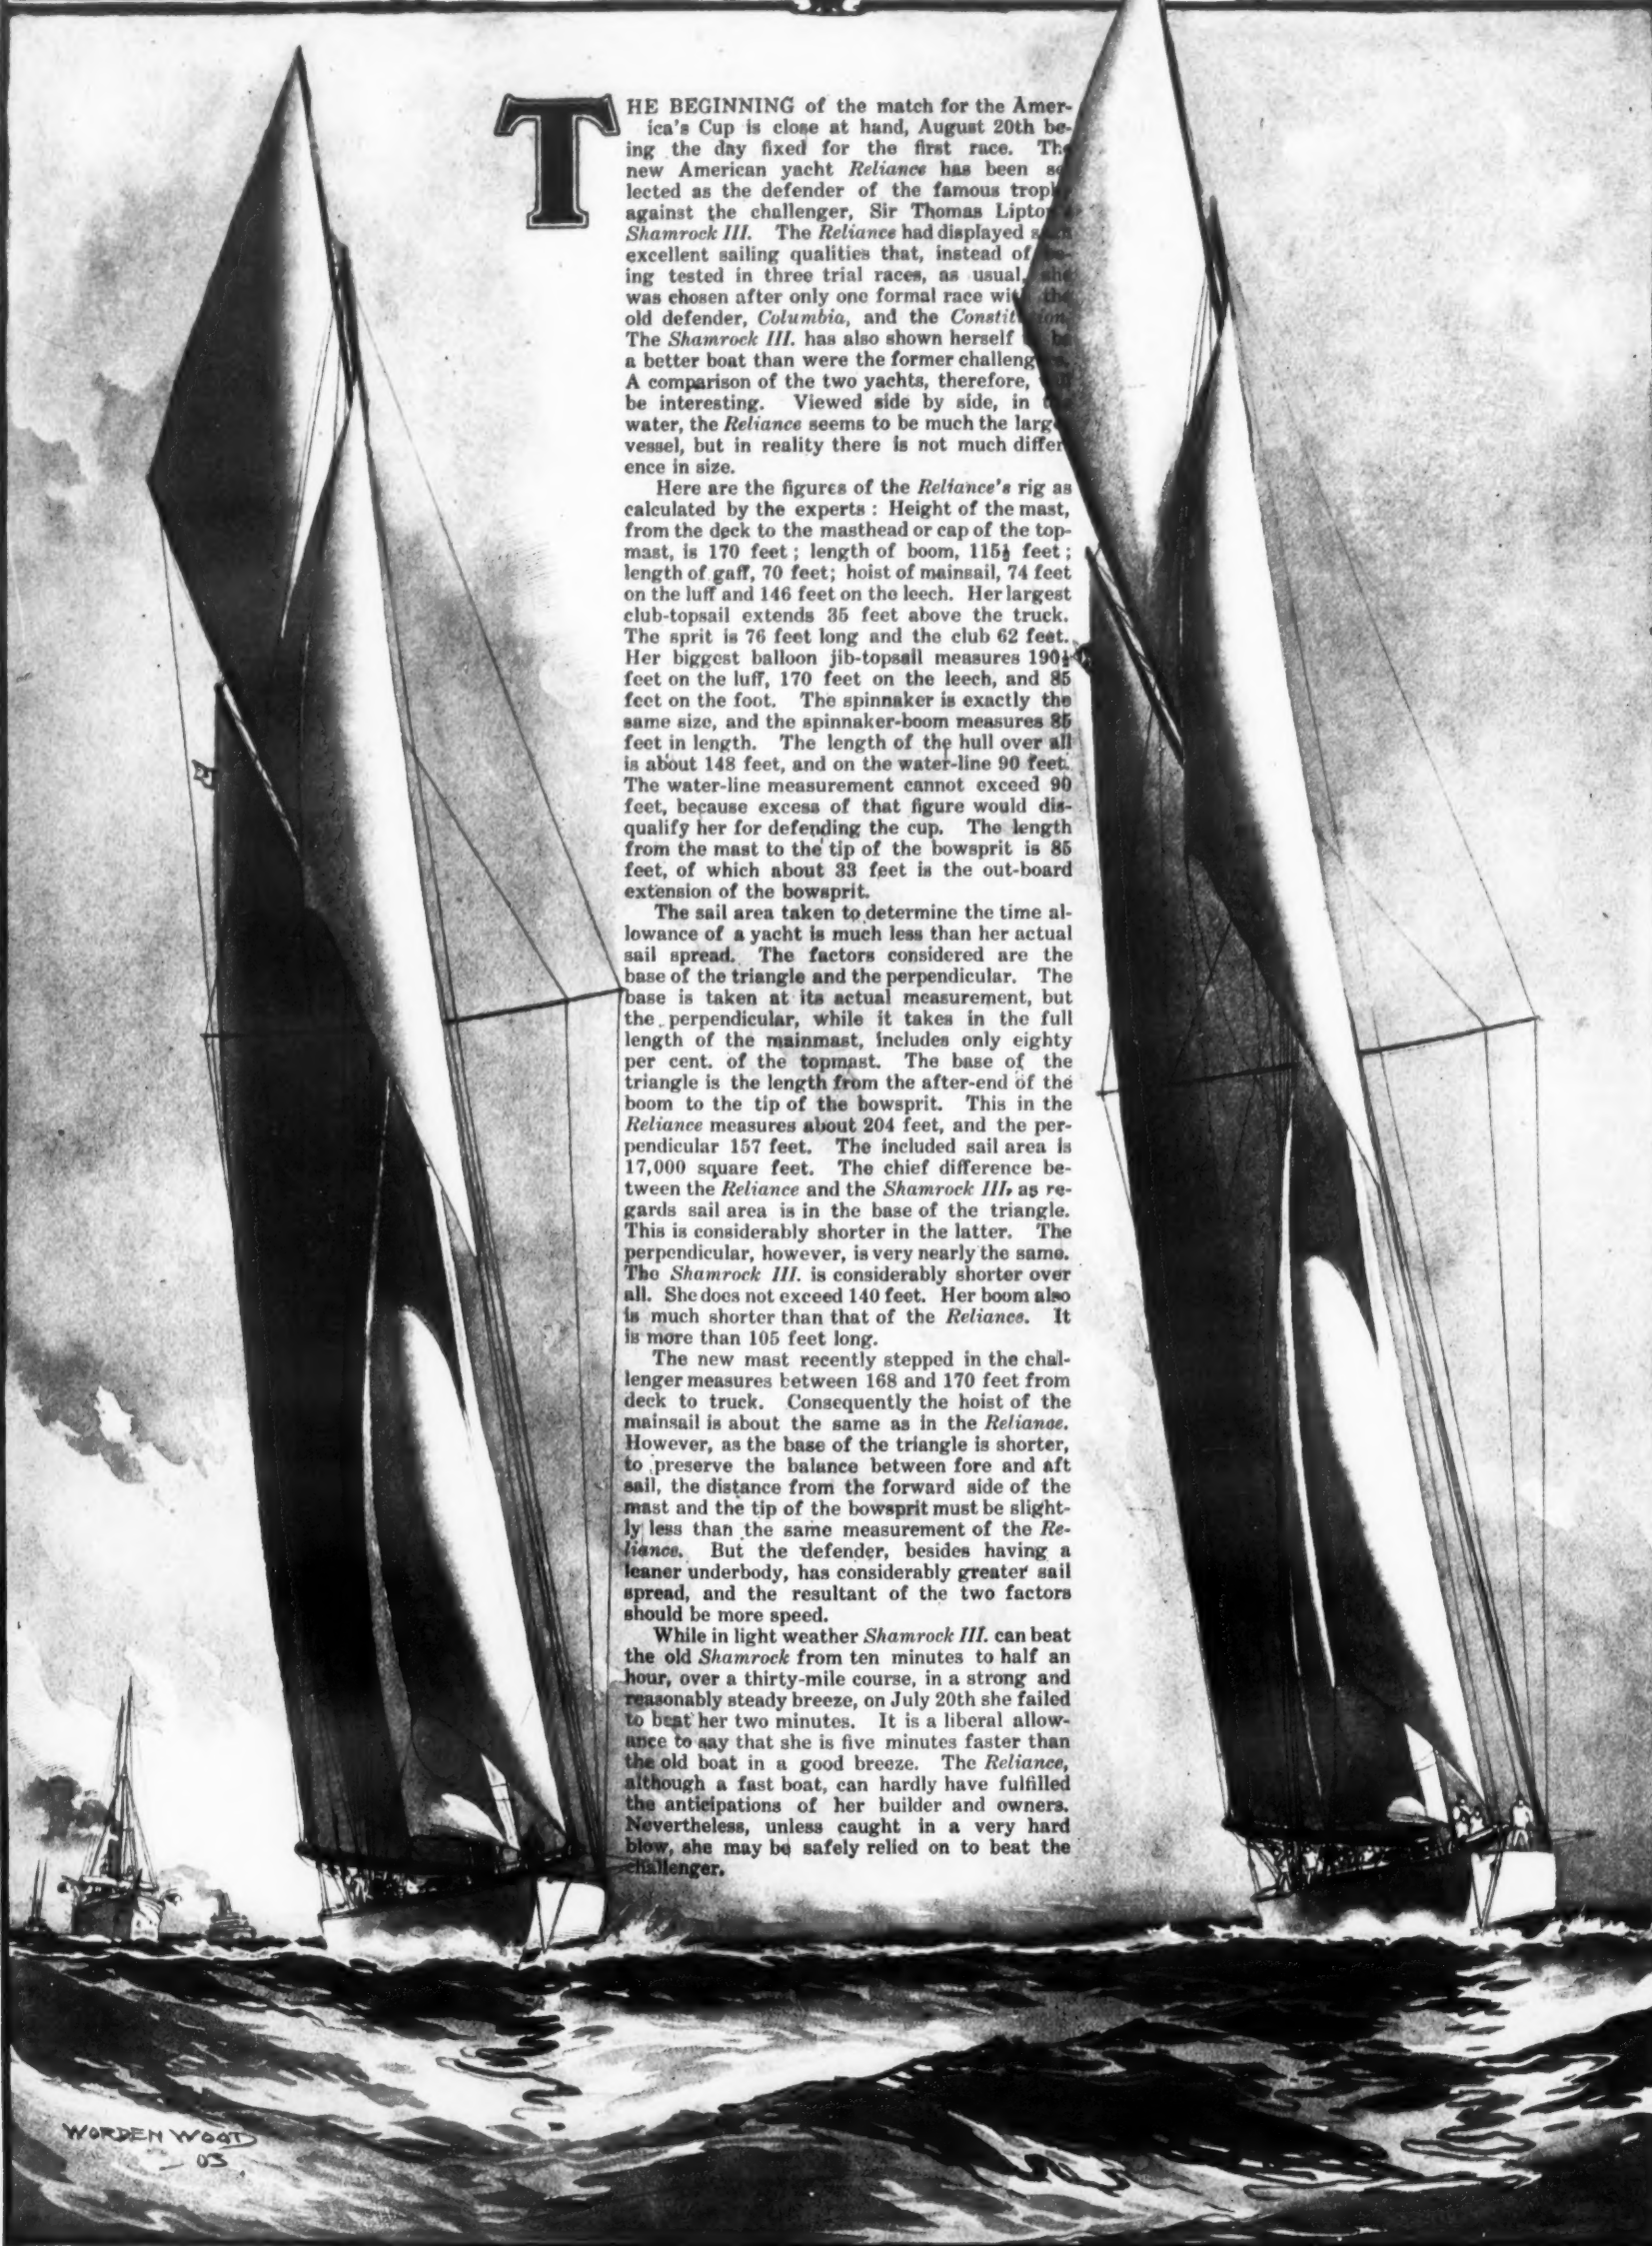 THE BEGINNING of the match for the Amer-
ica's Cup is close at hand, August 20th be-
ing the day fixed for the first race. The
new American yacht Reliance has been se
lected as the defender of the famous troph
against the challenger, Sir Thomas Lipto
Shamrock III. The Reliance had displayed
excellent sailing qualities that, instead of be-
ing tested in three trial races, as usual, she
was chosen after only one formal race with the
old defender, Columbia, and the Constitution.
The Shamrock III. has also shown herself be
a better boat than were the former challeng
A comparison of the two yachts, therefore,
be interesting. Viewed side by side, in
water, the Reliance seems to be much the large
vessel, but in reality there is not much differ
ence in size.
Here are the figures of the Reliance's rig as
calculated by the experts : Height of the mast,
from the deck to the masthead or cap of the top-
mast, is 170 feet ; length of boom, 115½ feet ;
length of gaff, 70 feet; hoist of mainsail, 74 feet
on the luff and 146 feet on the leech. Her largest
club-topsail extends 35 feet above the truck.
The sprit is 76 feet long and the club 62 feet.
Her biggest balloon jib-topsail measures 190½
feet on the luff, 170 feet on the leech, and 85
feet on the foot. The spinnaker is exactly the
same size, and the spinnaker-boom measures 85
feet in length. The length of the hull over all
is about 148 feet, and on the water-line 90 feet.
The water-line measurement cannot exceed 90
feet, because excess of that figure would dis-
qualify her for defending the cup. The length
from the mast to the tip of the bowsprit is 85
feet, of which about 33 feet is the out-board
extension of the bowsprit.
The sail area taken to determine the time al-
lowance of a yacht is much less than her actual
sail spread. The factors considered are the
base of the triangle and the perpendicular. The
base is taken at its actual measurement, but
the perpendicular, while it takes in the full
length of the mainmast, includes only eighty
per cent. of the topmast. The base of the
triangle is the length from the after-end of the
boom to the tip of the bowsprit. This in the
Reliance measures about 204 feet, and the per-
pendicular 157 feet. The included sail area is
17,000 square feet. The chief difference be-
tween the Reliance and the Shamrock III, as re-
gards sail area is in the base of the triangle.
This is considerably shorter in the latter. The
perpendicular, however, is very nearly the same.
The Shamrock III. is considerably shorter over
all. She does not exceed 140 feet. Her boom also
is much shorter than that of the Reliance. It
is more than 105 feet long.
The new mast recently stepped in the chal-
lenger measures between 168 and 170 feet from
deck to truck. Consequently the hoist of the
mainsail is about the same as in the Reliance.
However, as the base of the triangle is shorter,
to preserve the balance between fore and aft
sail, the distance from the forward side of the
mast and the tip of the bowsprit must be slight-
ly less than the same measurement of the Re-
liance. But the defender, besides having a
leaner underbody, has considerably greater sail
spread, and the resultant of the two factors
should be more speed.
While in light weather Shamrock III. can beat
the old Shamrock from ten minutes to half an
hour, over a thirty-mile course, in a strong and
reasonably steady breeze, on July 20th she failed
to beat her two minutes. It is a liberal allow-
ance to say that she is five minutes faster than
the old boat in a good breeze. The Reliance,
although a fast boat, can hardly have fulfilled
the anticipations of her builder and owners.
Nevertheless, unless caught in a very hard
blow, she may be safely relied on to beat the
challenger.
WORDEN WOOD
03